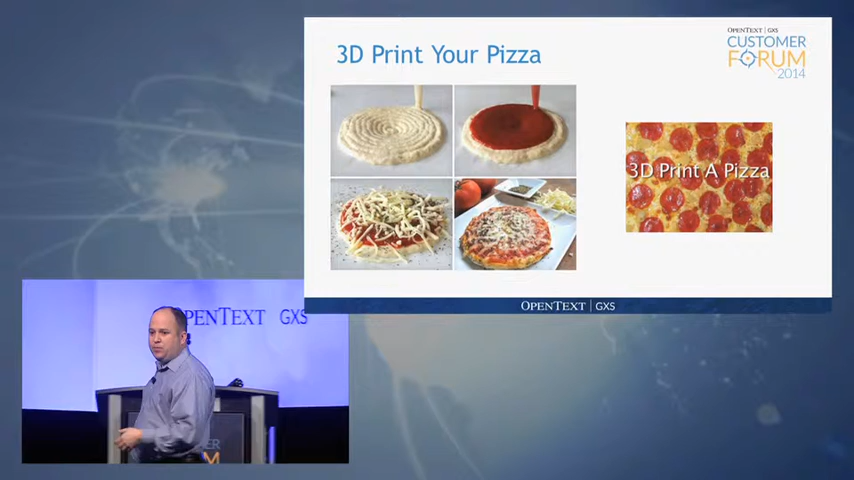 3D Print Your Pizza
OPENTEXT | GXS
CUSTOMER
FORUM
2014
3D Print A Pizza
OPENTEXT | GXS
OPENTEXT GXS